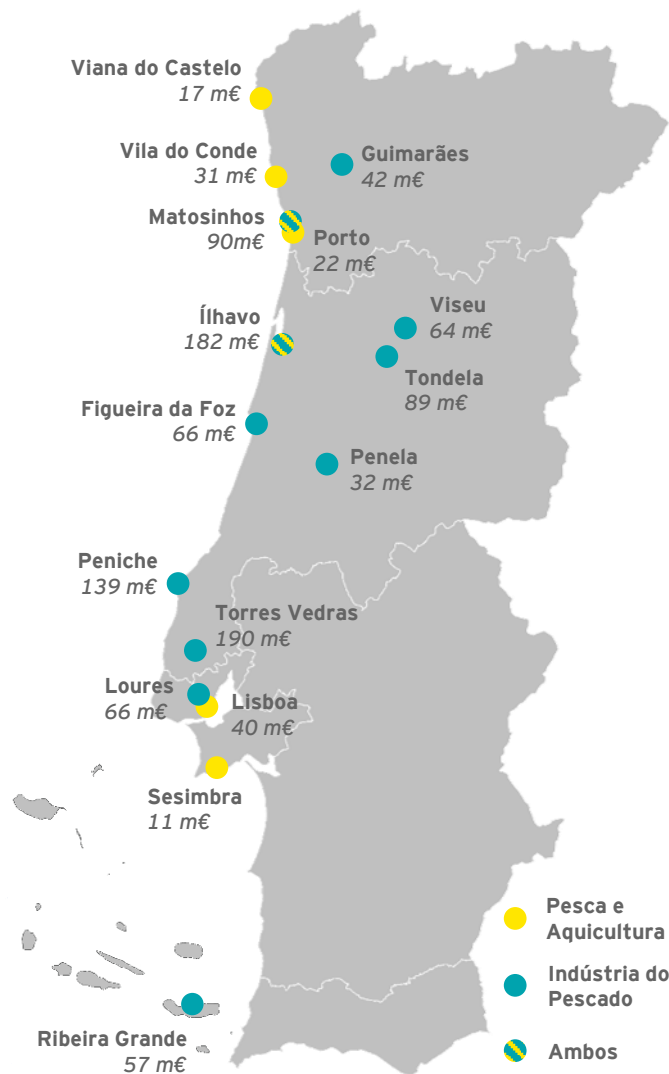 Viana do Castelo
17 m€
Vila do Conde
31 m€
Guimarães
42 m€
Matosinhos
90m€
Porto
22 m€
Ílhavo
182 m€
Viseu
64 m€
Tondela
89 m€
Figueira da Foz
66 m€
Penela
32 m€
Peniche
139 m€
Torres Vedras
190 m€
Loures
66 m€
Lisboa
40 m€
Sesimbra
11 m€
Ribeira Grande
57 m€
Pesca e
Aquicultura
Indústria do
Pescado
Ambos